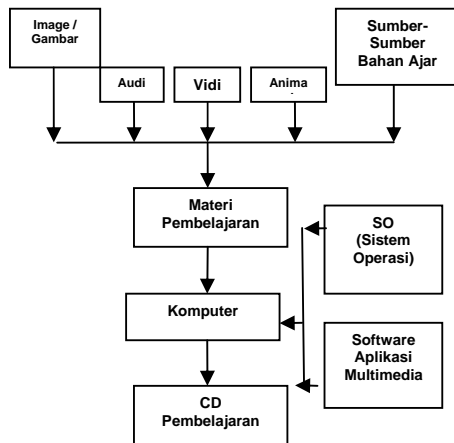 Image /
Gambar
Audi
Vidi
Anima
Sumber-
Sumber
Bahan Ajar
Materi
Pembelajaran
SO
(Sistem
Operasi)
Komputer
Software
Aplikasi
Multimedia
CD
Pembelajaran